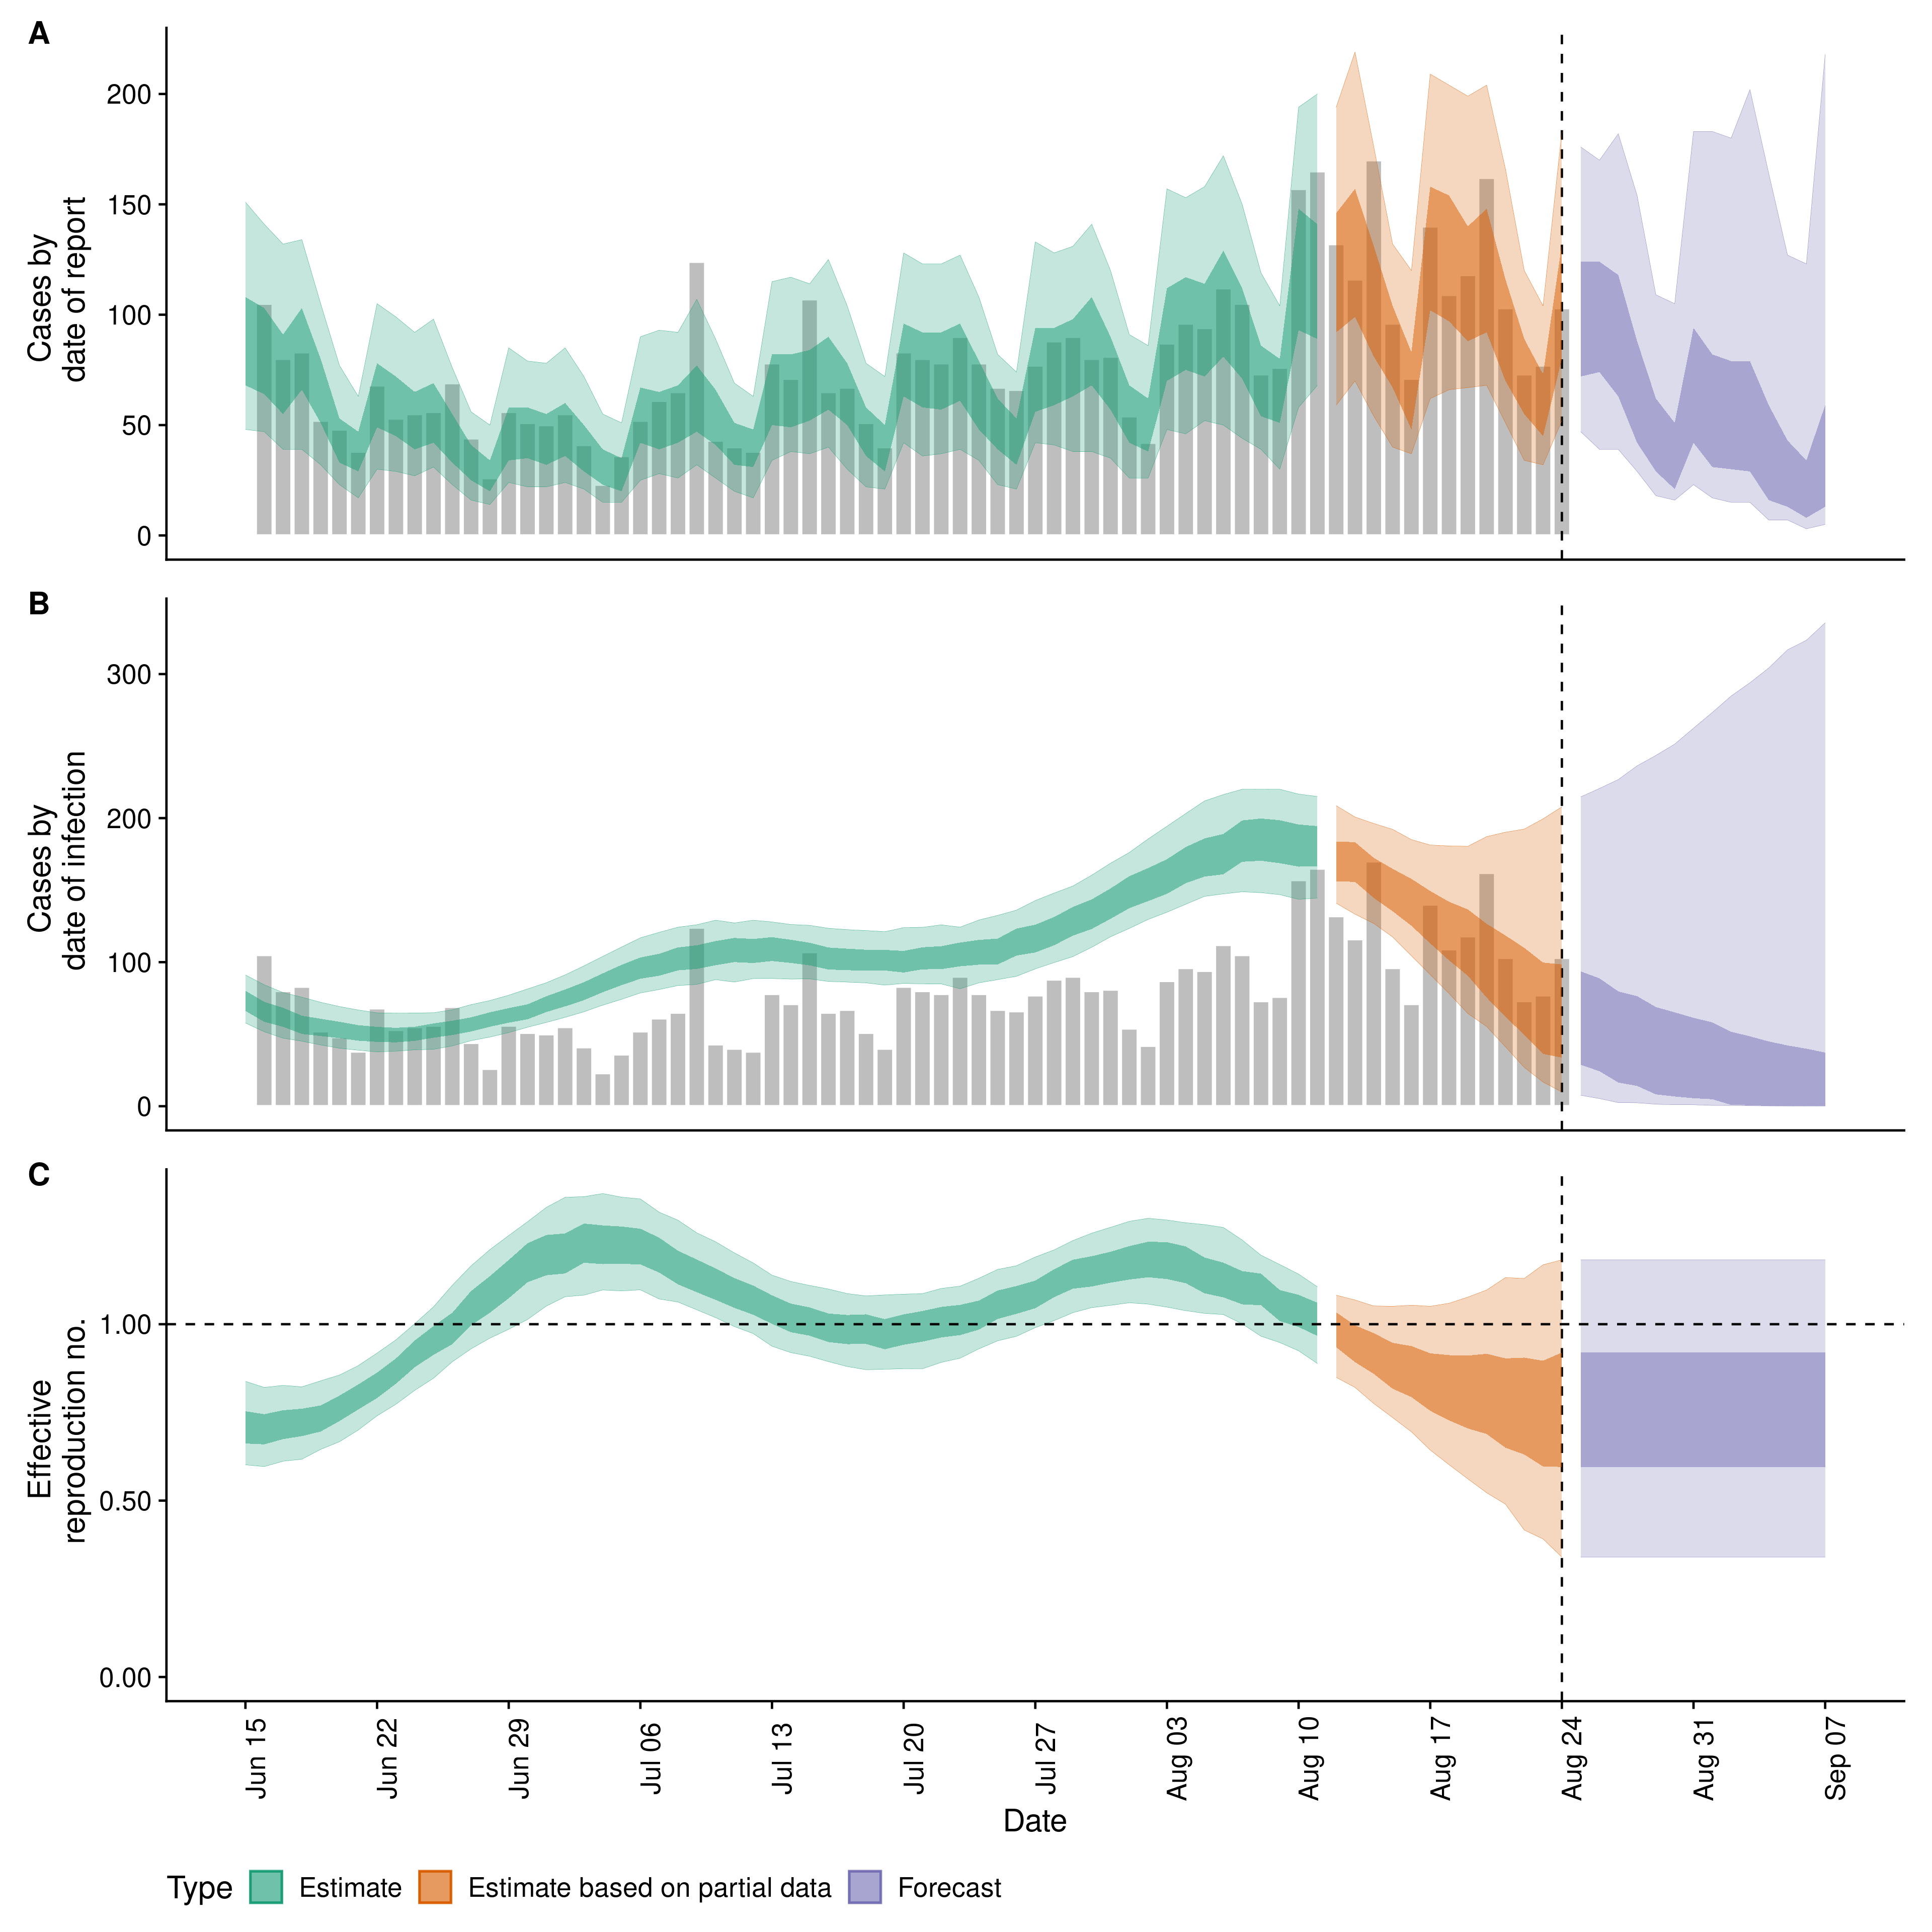 A
Cases by
date of report
200
150
100
50
0
B
Cases by
date of infection
300
200
100
0
C
Effective
reproduction no.
1.00
0.50
0.00
Jun 15
Jun 22
Jun 29
Jul 06
Jul 13
Jul 20
Jul 27
Aug 03
Aug 10
Aug 17
Aug 24
Aug 31
Sep 07
Date
Type Estimate Estimate based on partial data Forecast